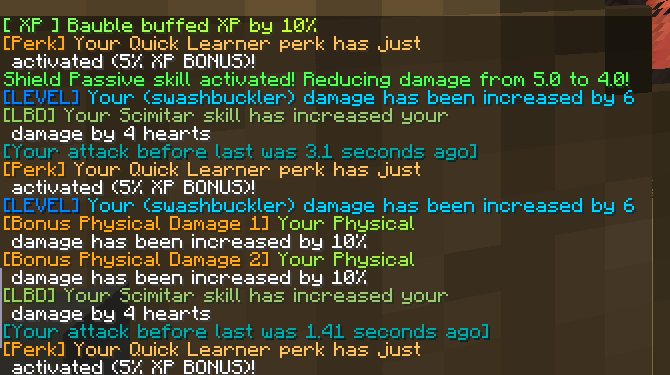 [ XP ] Bauble buffed XP by 10%
[Perk] Your Quick Learner perk has just
activated (5% XP BONUS)!
Shield Passive skill activated! Reducing damage from 5.0 to 4.0!
[LEVEL] Your (swashbuckler) damage has been increased by 6
[LBD] Your Scimitar skill has increased your
damage by 4 hearts
[Your attack before last was 3.1 seconds ago]
[Perk] Your Quick Learner perk has just
activated (5% XP BONUS)!
[LEVEL] Your (swashbuckler) damage has been increased by 6
[Bonus Physical Damage 1] Your Physical
damage has been increased by 10%
[Bonus Physical Damage 2] Your Physical
damage has been increased by 10%
[LBD] Your Scimitar skill has increased your
damage by 4 hearts
[Your attack before last was 1.41 seconds ago]
[Perk] Your Quick Learner perk has just
activated (5% XP BONUS)!